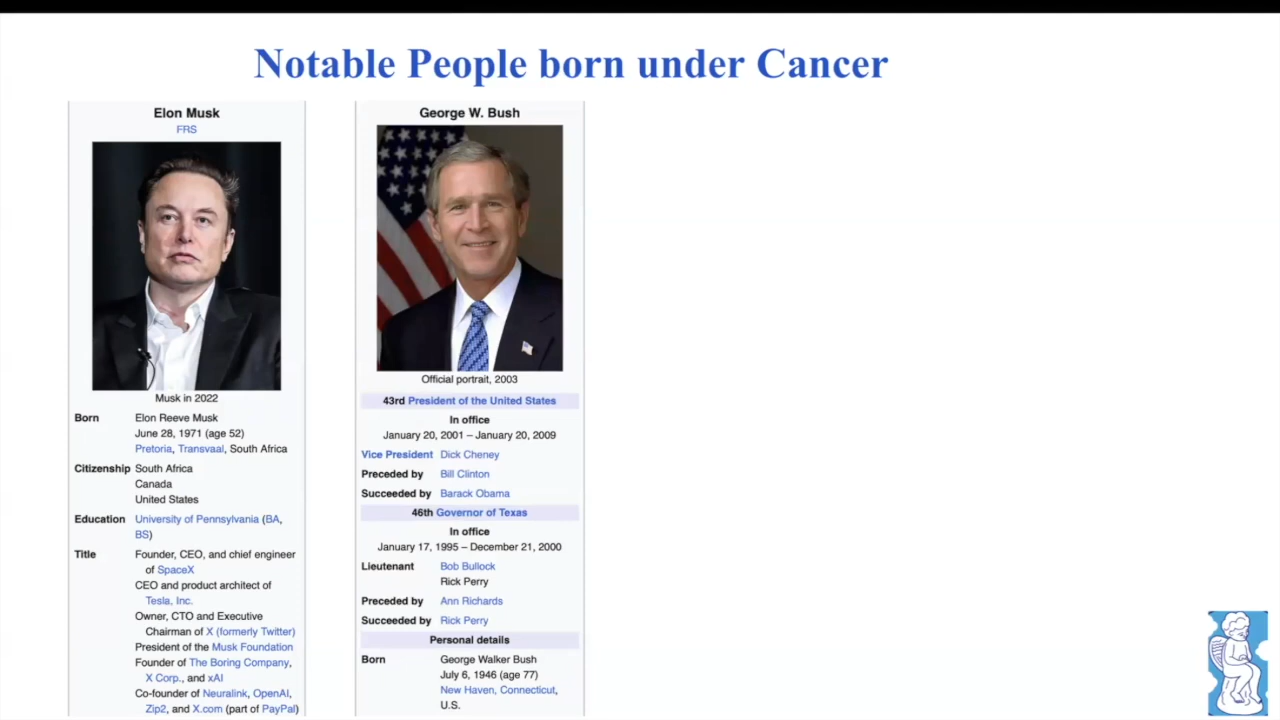 Notable People born under Cancer
Elon Musk
FRS
Musk in 2022
Born Elon Reeve Musk
June 28, 1971 (age 52)
Pretoria, Transvaal, South Africa
Citizenship South Africa
Canada
United States
Education University of Pennsylvania (BA,
BS)
Title Founder, CEO, and chief engineer
of SpaceX
CEO and product architect of
Tesla, Inc.
Owner, CTO and Executive
Chairman of X (formerly Twitter)
President of the Musk Foundation
Founder of The Boring Company,
X Corp., and xAI
Co-founder of Neuralink, OpenAI,
Zip2, and X.com (part of PayPal)
George W. Bush
Official portrait, 2003
43rd President of the United States
In office
January 20, 2001 – January 20, 2009
Vice President Dick Cheney
Preceded by Bill Clinton
Succeeded by Barack Obama
46th Governor of Texas
In office
January 17, 1995 – December 21, 2000
Lieutenant Bob Bullock
Rick Perry
Preceded by Ann Richards
Succeeded by Rick Perry
Personal details
Born George Walker Bush
July 6, 1946 (age 77)
New Haven, Connecticut,
U.S.